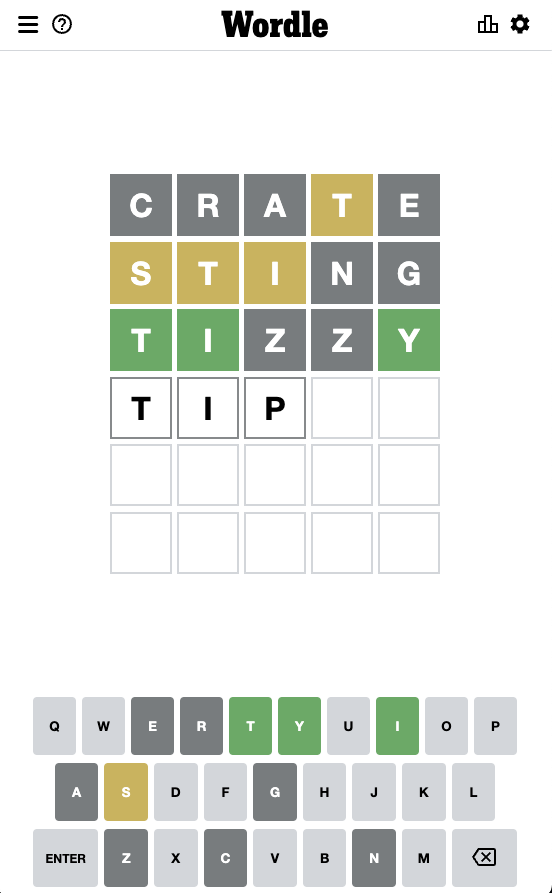 Wordle
C R A T E
S T I N G
T I Z Z Y
T I P
Q W E R T Y U I O P
A S D F G H J K L
ENTER Z X C V B N M